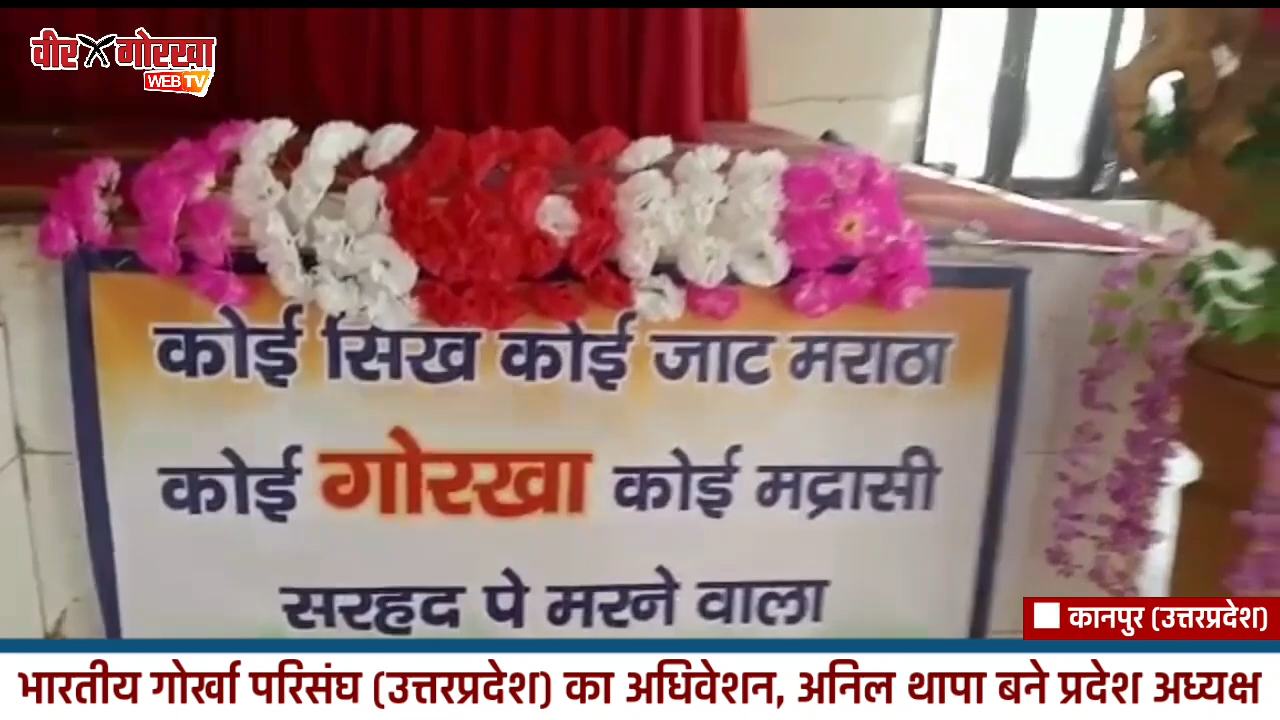 वीर गोरखा
WEB TV
कोई सिख कोई जाट मराठा
कोई गोरखा कोई मद्रासी
सरहद पे मरने वाला
कानपुर (उत्तरप्रदेश)
भारतीय गोर्खा परिसंघ (उत्तरप्रदेश) का अधिवेशन, अनिल थापा बने प्रदेश अध्यक्ष